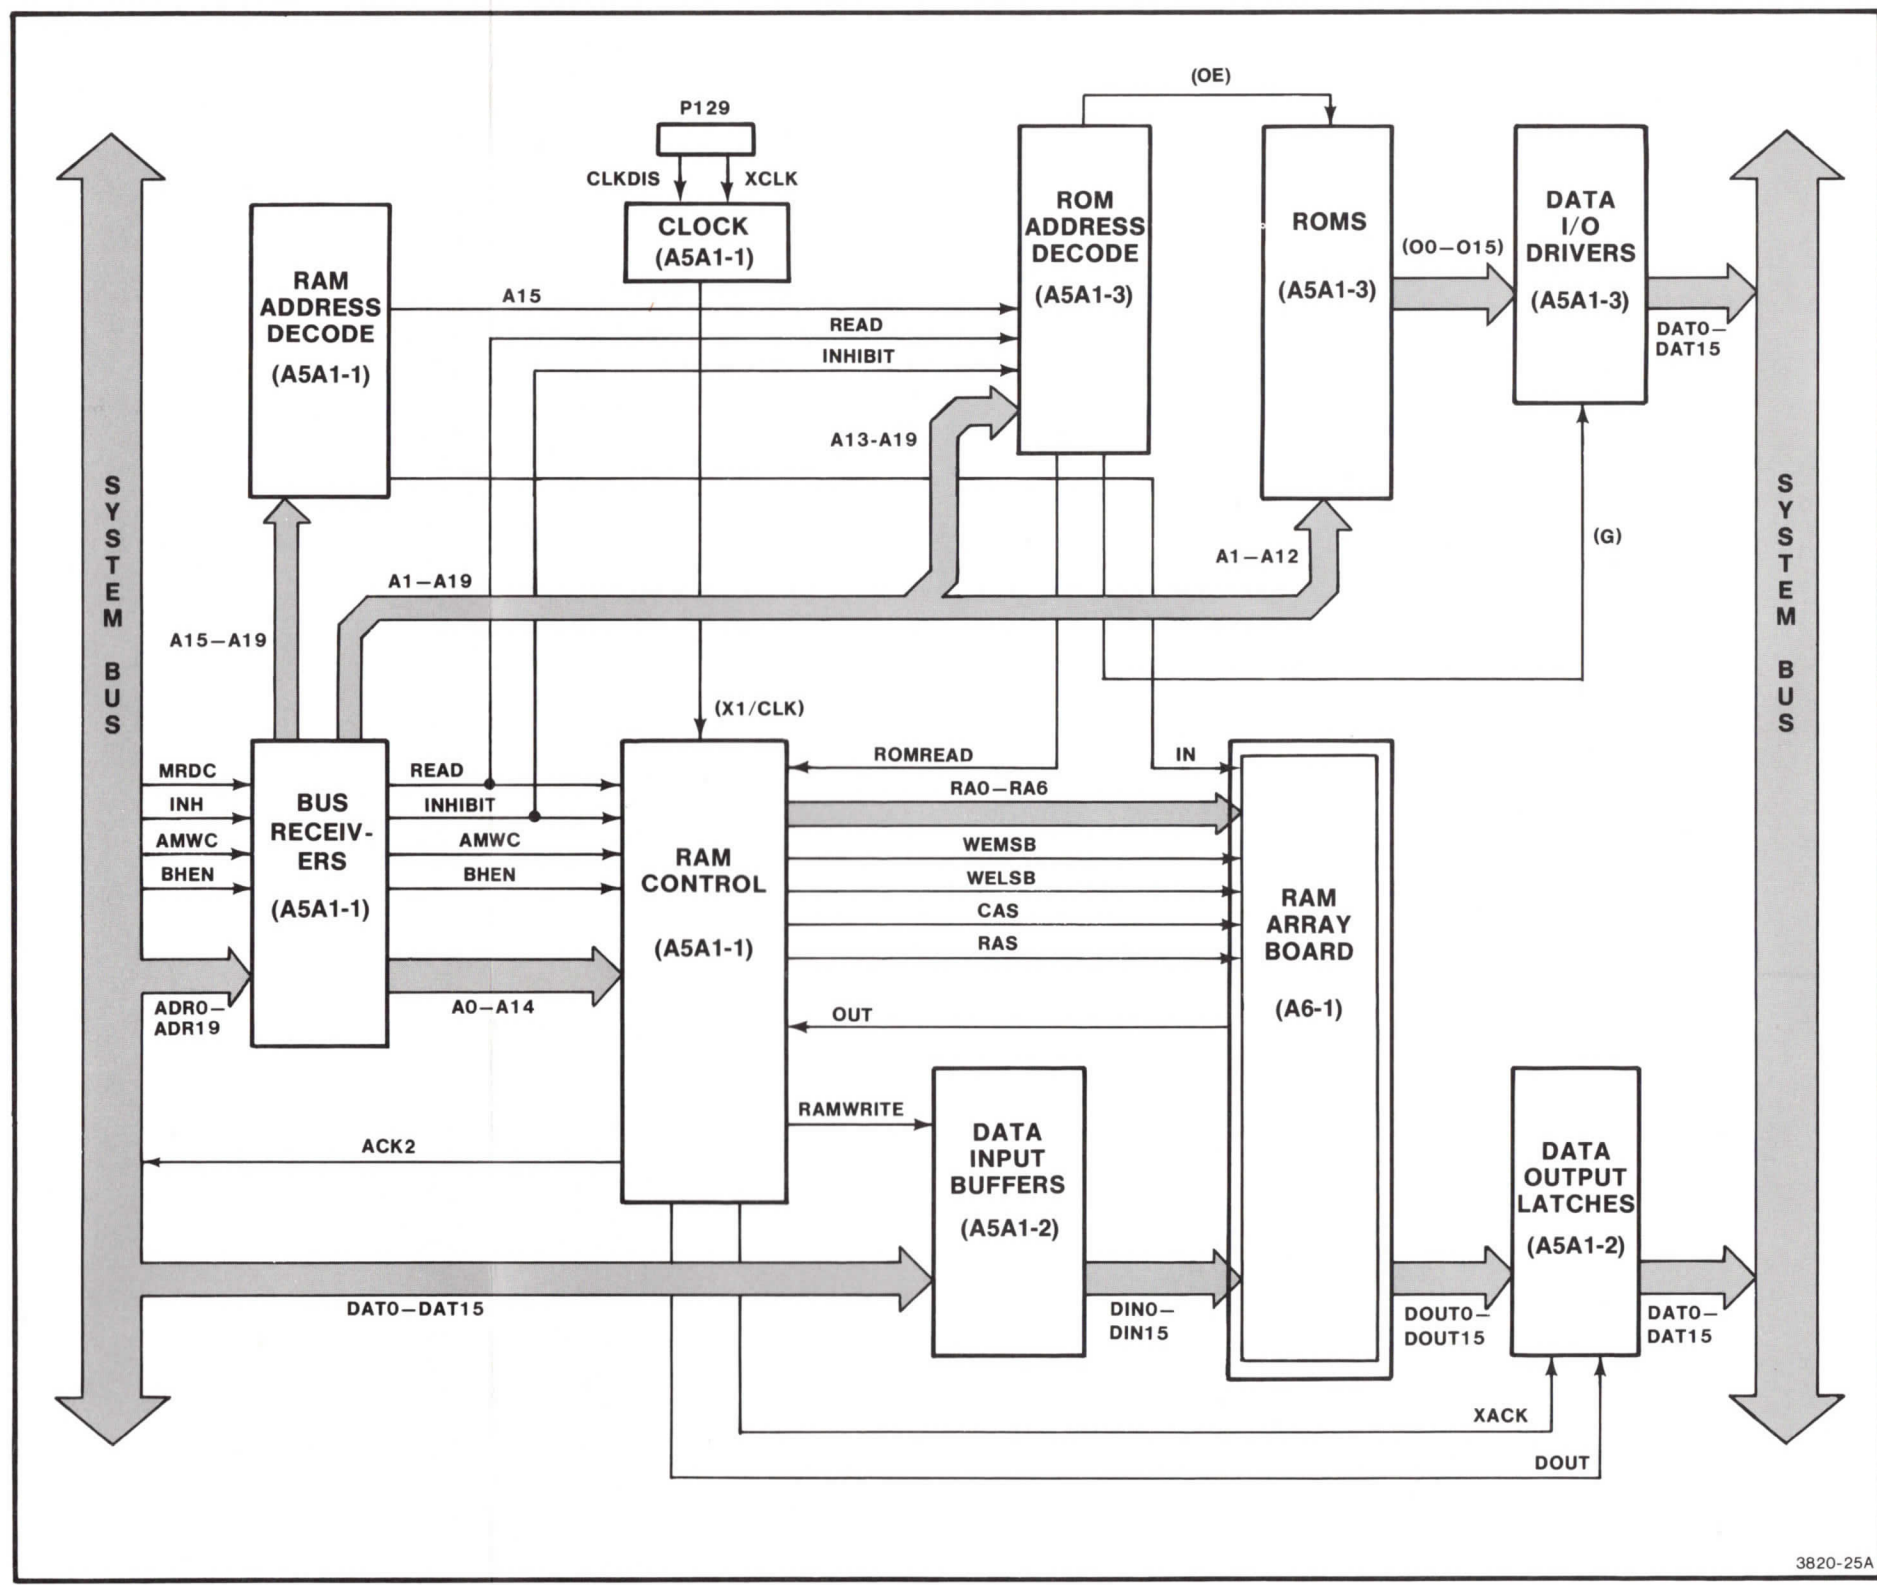 (OE)
P129
CLKDIS
XCLK
CLOCK
(A5A1-1)
ROM
ADDRESS
DECODE
(A5A1-3)
ROMS
(A5A1-3)
(O0–O15)
DATA
I/O
DRIVERS
(A5A1-3)
DAT0–
DAT15
RAM
ADDRESS
DECODE
(A5A1-1)
A15
READ
INHIBIT
A13-A19
SYSTEM BUS
SYSTEM BUS
A1–A19
A1–A12
(G)
A15–A19
(X1/CLK)
MRDC
INH
AMWC
BHEN
BUS
RECEIV-
ERS
(A5A1-1)
READ
INHIBIT
AMWC
BHEN
RAM
CONTROL
(A5A1-1)
ROMREAD
IN
RA0–RA6
WEMSB
WELSB
CAS
RAS
RAM
ARRAY
BOARD
(A6-1)
ADR0–
ADR19
A0–A14
OUT
RAMWRITE
ACK2
DATA
INPUT
BUFFERS
(A5A1-2)
DATA
OUTPUT
LATCHES
(A5A1-2)
DAT0–DAT15
DIN0–
DIN15
DOUT0–
DOUT15
DAT0–
DAT15
XACK
DOUT
3820-25A